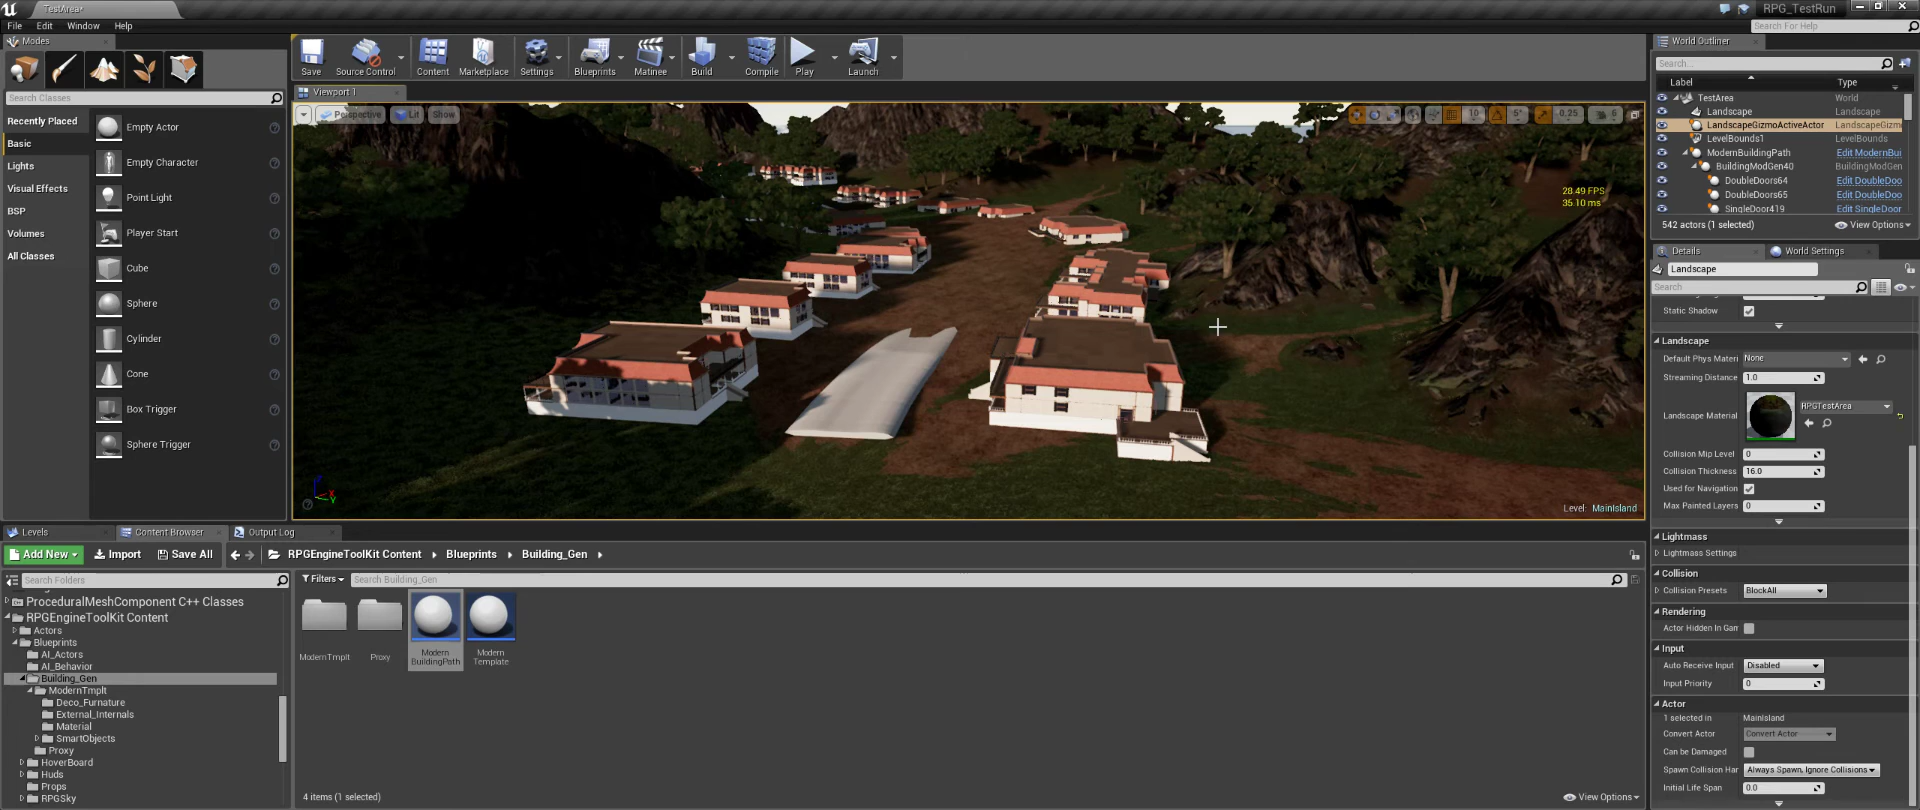 TestArea*
RPG_TestRun
File Edit Window Help
Search For Help
Modes
Search Classes
Recently Placed
Basic
Lights
Visual Effects
BSP
Volumes
All Classes
Empty Actor
Empty Character
Point Light
Player Start
Cube
Sphere
Cylinder
Cone
Box Trigger
Sphere Trigger
Save Source Control Content Marketplace Settings Blueprints Matinee Build Compile Play Launch
Viewport 1
Perspective Lit Show
10 5° 0.25 6
28.49 FPS
35.10 ms
Level: MainIsland
World Outliner
Search...
Label Type
TestArea World
Landscape Landscape
LandscapeGizmoActiveActor LandscapeGizm
LevelBounds1 LevelBounds
ModernBuildingPath Edit ModernBui
BuildingModGen40 BuildingModGen
DoubleDoors64 Edit DoubleDoo
DoubleDoors65 Edit DoubleDoo
SingleDoor419 Edit SingleDoor
542 actors (1 selected) View Options
Details World Settings
Landscape
Search
Static Shadow
Landscape
Default Phys Materi None
Streaming Distance 1.0
Landscape Material RPGTestArea
Collision Mip Level 0
Collision Thickness 16.0
Used for Navigation
Max Painted Layers 0
Lightmass
Lightmass Settings
Collision
Collision Presets BlockAll
Rendering
Actor Hidden In Gam
Input
Auto Receive Input Disabled
Input Priority 0
Actor
1 selected in MainIsland
Convert Actor Convert Actor
Can be Damaged
Spawn Collision Har Always Spawn, Ignore Collisions
Initial Life Span 0.0
Levels Content Browser Output Log
Add New Import Save All RPGEngineToolKit Content Blueprints Building_Gen
Search Folders
ProceduralMeshComponent C++ Classes
RPGEngineToolKit Content
Actors
Blueprints
AI_Actors
AI_Behavior
Building_Gen
ModernTmplt
Deco_Furnature
External_Internals
Material
SmartObjects
Proxy
HoverBoard
Huds
Props
RPGSky
Filters Search Building_Gen
ModernTmplt
Proxy
Modern
BuildingPath
Modern
Template
4 items (1 selected) View Options